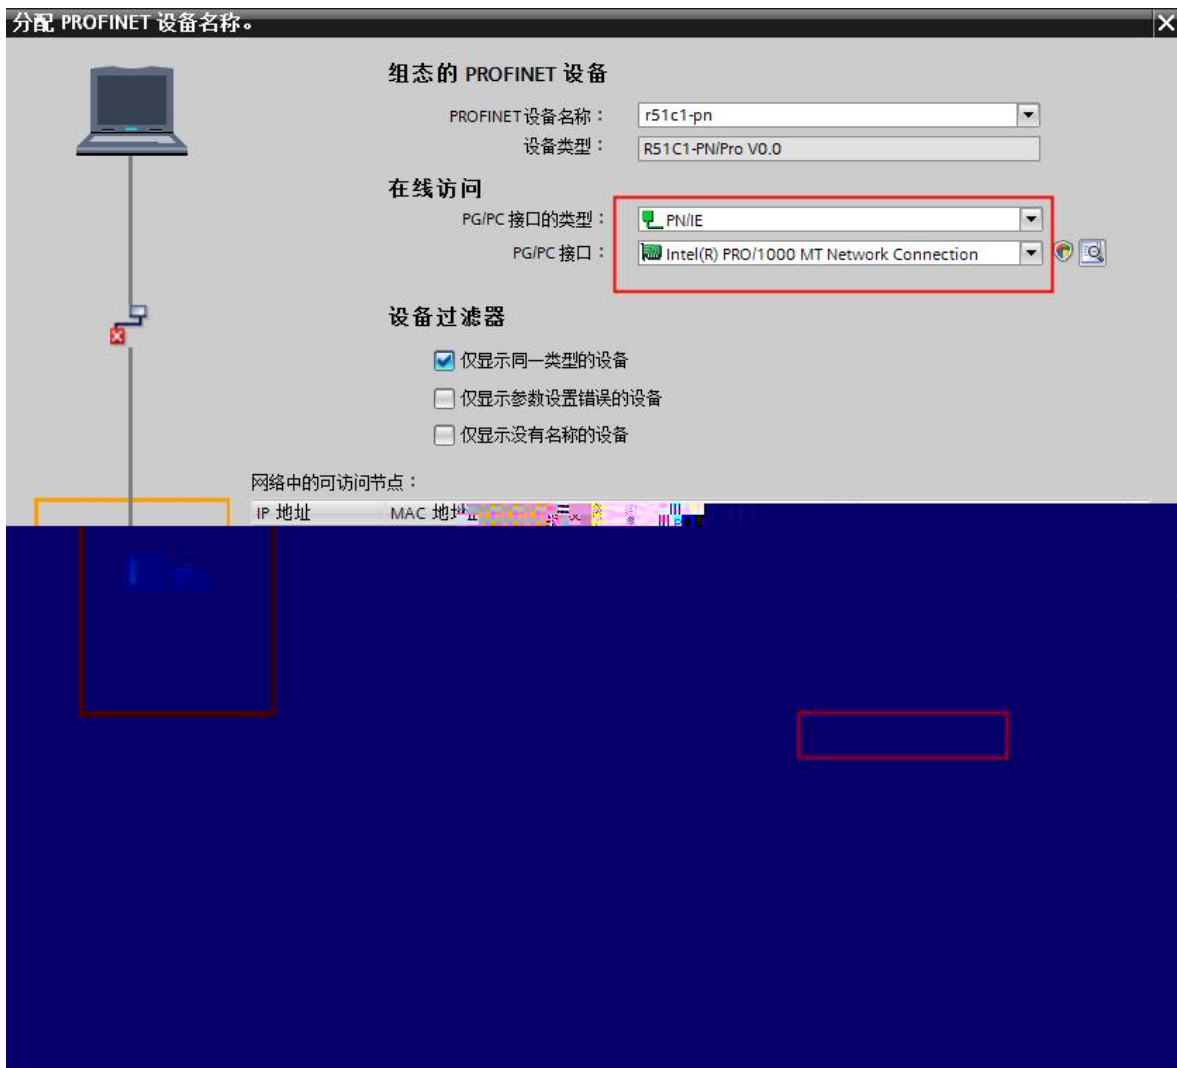 分配 PROFINET 设备名称。
组态的 PROFINET 设备
PROFINET设备名称： r51c1-pn
设备类型： R51C1-PN/Pro V0.0
在线访问
PG/PC 接口的类型： PN/IE
PG/PC 接口： Intel(R) PRO/1000 MT Network Connection
设备过滤器
仅显示同一类型的设备
仅显示参数设置错误的设备
仅显示没有名称的设备
网络中的可访问节点：
IP 地址 MAC 地址